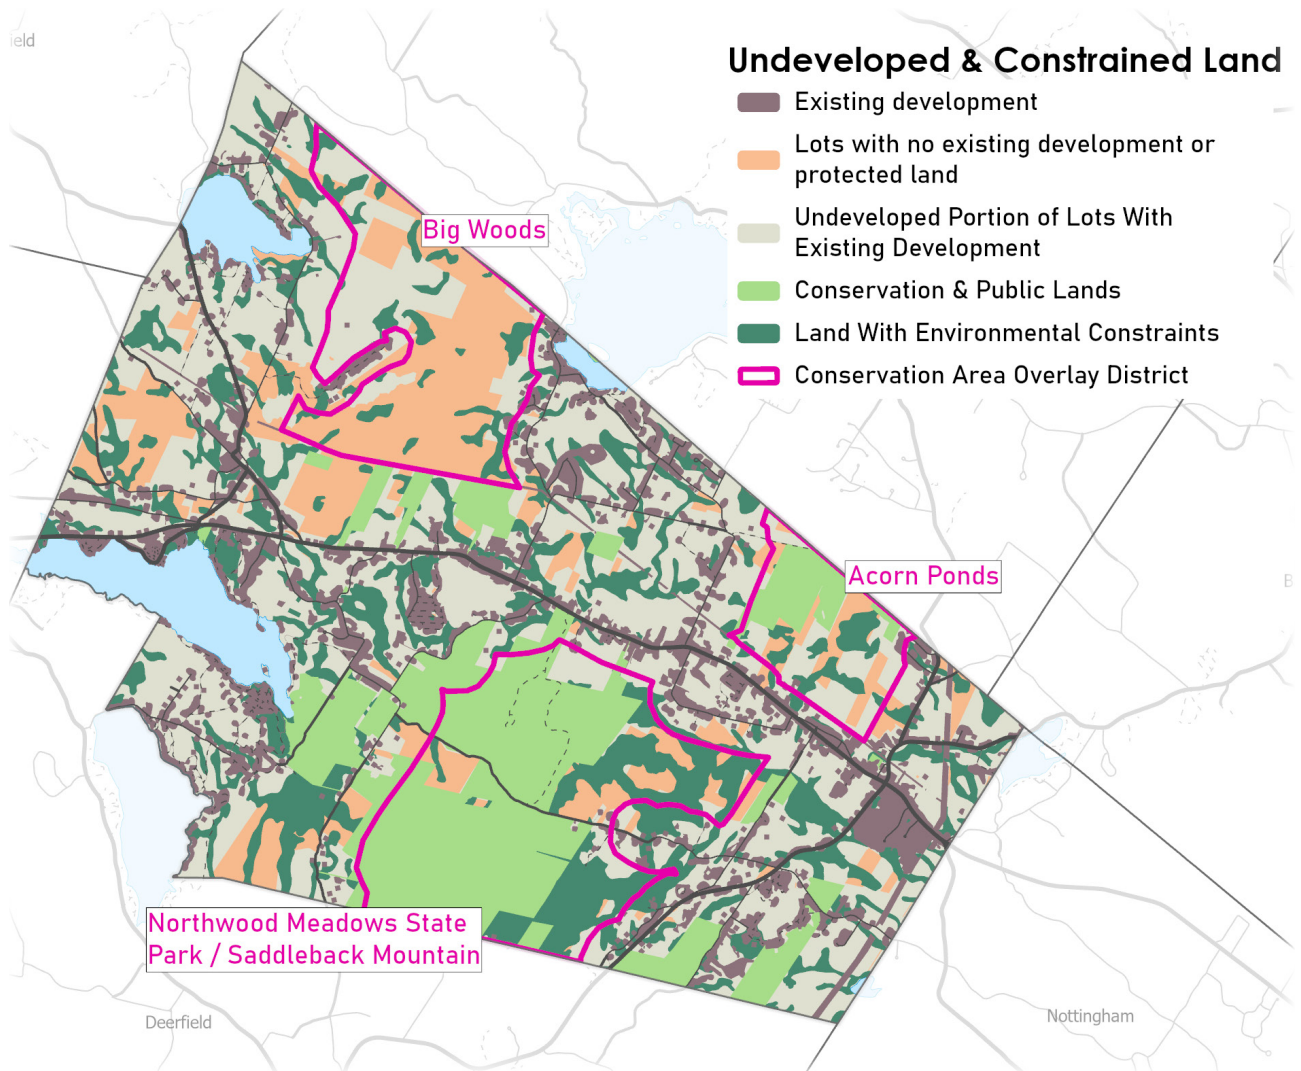 ield
Undeveloped & Constrained Land
Existing development
Lots with no existing development or
protected land
Undeveloped Portion of Lots With
Existing Development
Conservation & Public Lands
Land With Environmental Constraints
Conservation Area Overlay District
Big Woods
Acorn Ponds
B
Northwood Meadows State
Park / Saddleback Mountain
Deerfield
Nottingham